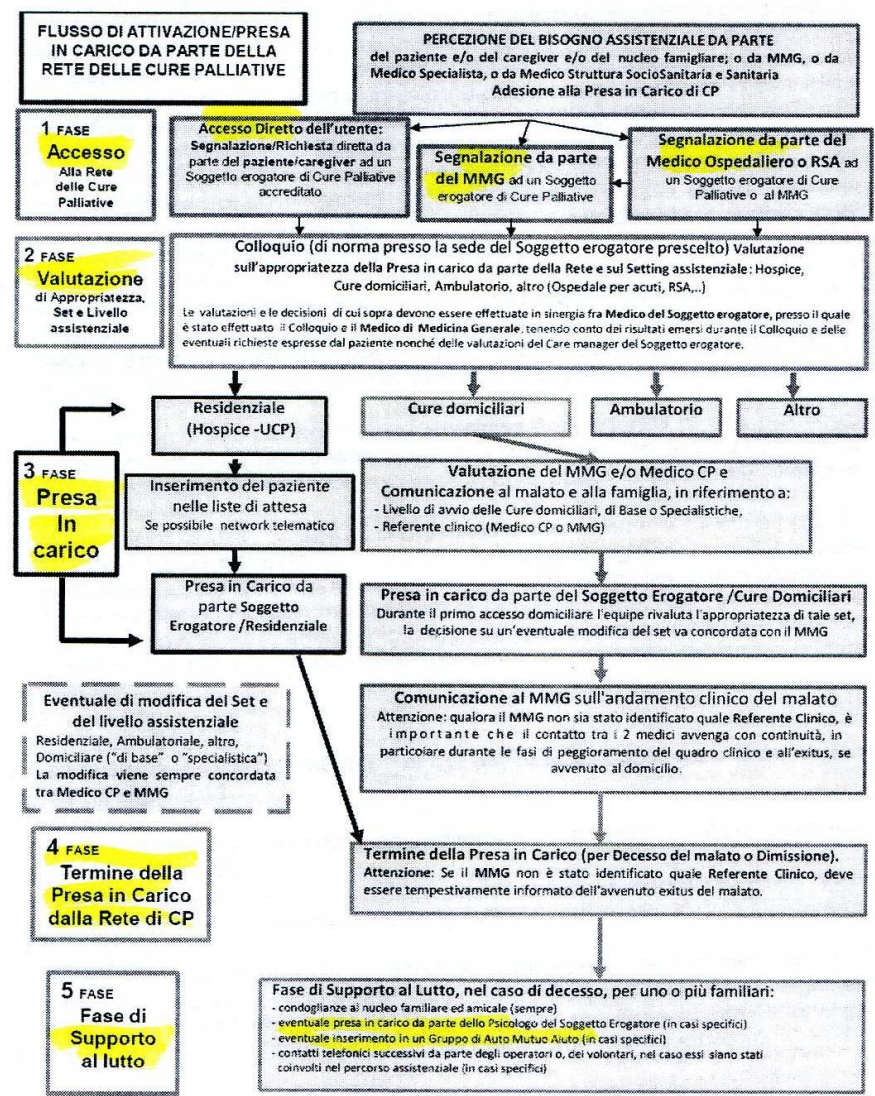 FLUSSO DI ATTIVAZIONE/PRESA
IN CARICO DA PARTE DELLA
RETE DELLE CURE PALLIATIVE
PERCEZIONE DEL BISOGNO ASSISTENZIALE DA PARTE
del paziente e/o del caregiver e/o del nucleo famigliare; o da MMG, o da
Medico Specialista, o da Medico Struttura SocioSanitaria e Sanitaria
Adesione alla Presa in Carico di CP
1 FASE
Accesso
Alla Rete
delle Cure
Palliative
Accesso Diretto dell'utente:
Segnalazione/Richiesta diretta da
parte del paziente/caregiver ad un
Soggetto erogatore di Cure Palliative
accreditato
Segnalazione da parte
del MMG ad un Soggetto
erogatore di Cure Palliative
Segnalazione da parte del
Medico Ospedaliero o RSA ad
un Soggetto erogatore di Cure
Palliative o al MMG
2 FASE
Valutazione
di Appropriatezza,
Set e Livello
assistenziale
Colloquio (di norma presso la sede del Soggetto erogatore prescelto) Valutazione
sull'appropriatezza della Presa in carico da parte della Rete e sul Setting assistenziale: Hospice,
Cure domiciliari, Ambulatorio, altro (Ospedale per acuti, RSA,..)
Le valutazioni e le decisioni di cui sopra devono essere effettuate in sinergia fra Medico del Soggetto erogatore, presso il quale
è stato effettuato il Colloquio e il Medico di Medicina Generale, tenendo conto dei risultati emersi durante il Colloquio e delle
eventuali richieste espresse dal paziente nonché delle valutazioni del Care manager del Soggetto erogatore.
Residenziale
(Hospice -UCP)
Cure domiciliari
Ambulatorio
Altro
3 FASE
Presa
In
carico
Inserimento del paziente
nelle liste di attesa
Se possibile network telematico
Valutazione del MMG e/o Medico CP e
Comunicazione al malato e alla famiglia, in riferimento a:
- Livello di avvio delle Cure domiciliari, di Base o Specialistiche,
- Referente clinico (Medico CP o MMG)
Presa in Carico da
parte Soggetto
Erogatore /Residenziale
Presa in carico da parte del Soggetto Erogatore /Cure Domiciliari
Durante il primo accesso domiciliare l'equipe rivaluta l'appropriatezza di tale set,
la decisione su un'eventuale modifica del set va concordata con il MMG
Eventuale di modifica del Set e
del livello assistenziale
Residenziale, Ambulatoriale, altro,
Domiciliare ("di base" o "specialistica")
La modifica viene sempre concordata
tra Medico CP e MMG
Comunicazione al MMG sull'andamento clinico del malato
Attenzione: qualora il MMG non sia stato identificato quale Referente Clinico, è
importante che il contatto tra i 2 medici avvenga con continuità, in
particolare durante le fasi di peggioramento del quadro clinico e all'exitus, se
avvenuto al domicilio.
4 FASE
Termine della
Presa in Carico
dalla Rete di CP
Termine della Presa in Carico (per Decesso del malato o Dimissione).
Attenzione: Se il MMG non è stato identificato quale Referente Clinico, deve
essere tempestivamente informato dell'avvenuto exitus del malato.
5 FASE
Fase di
Supporto
al lutto
Fase di Supporto al Lutto, nel caso di decesso, per uno o più familiari:
- condoglianze al nucleo familiare ed amicale (sempre)
- eventuale presa in carico da parte dello Psicologo del Soggetto Erogatore (in casi specifici)
- eventuale inserimento in un Gruppo di Auto Mutuo Aiuto (in casi specifici)
- contatti telefonici successivi da parte degli operatori o, dei volontari, nel caso essi siano stati
coinvolti nel percorso assistenziale (in casi specifici)